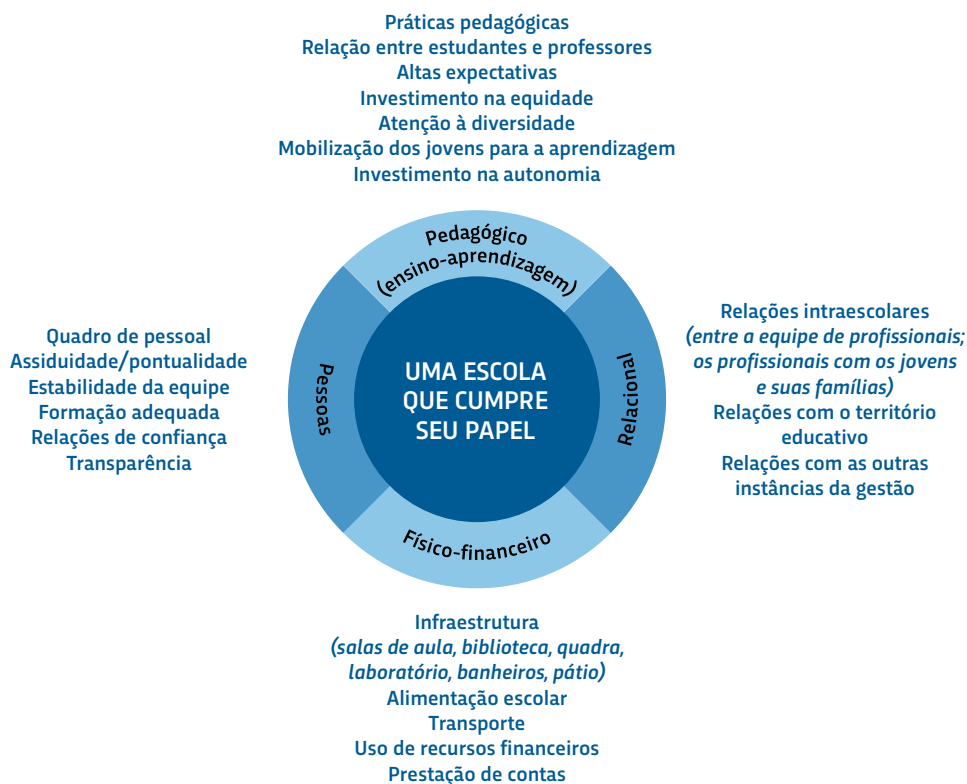 Práticas pedagógicas
Relação entre estudantes e professores
Altas expectativas
Investimento na equidade
Atenção à diversidade
Mobilização dos jovens para a aprendizagem
Investimento na autonomia
Pedagógico
(ensino-aprendizagem)
Quadro de pessoal
Assiduidade/pontualidade
Estabilidade da equipe
Formação adequada
Relações de confiança
Transparência
Pessoas
UMA ESCOLA
QUE CUMPRE
SEU PAPEL
Relacional
Relações intraescolares
(entre a equipe de profissionais;
os profissionais com os jovens
e suas famílias)
Relações com o território
educativo
Relações com as outras
instâncias da gestão
Físico-financeiro
Infraestrutura
(salas de aula, biblioteca, quadra,
laboratório, banheiros, pátio)
Alimentação escolar
Transporte
Uso de recursos financeiros
Prestação de contas